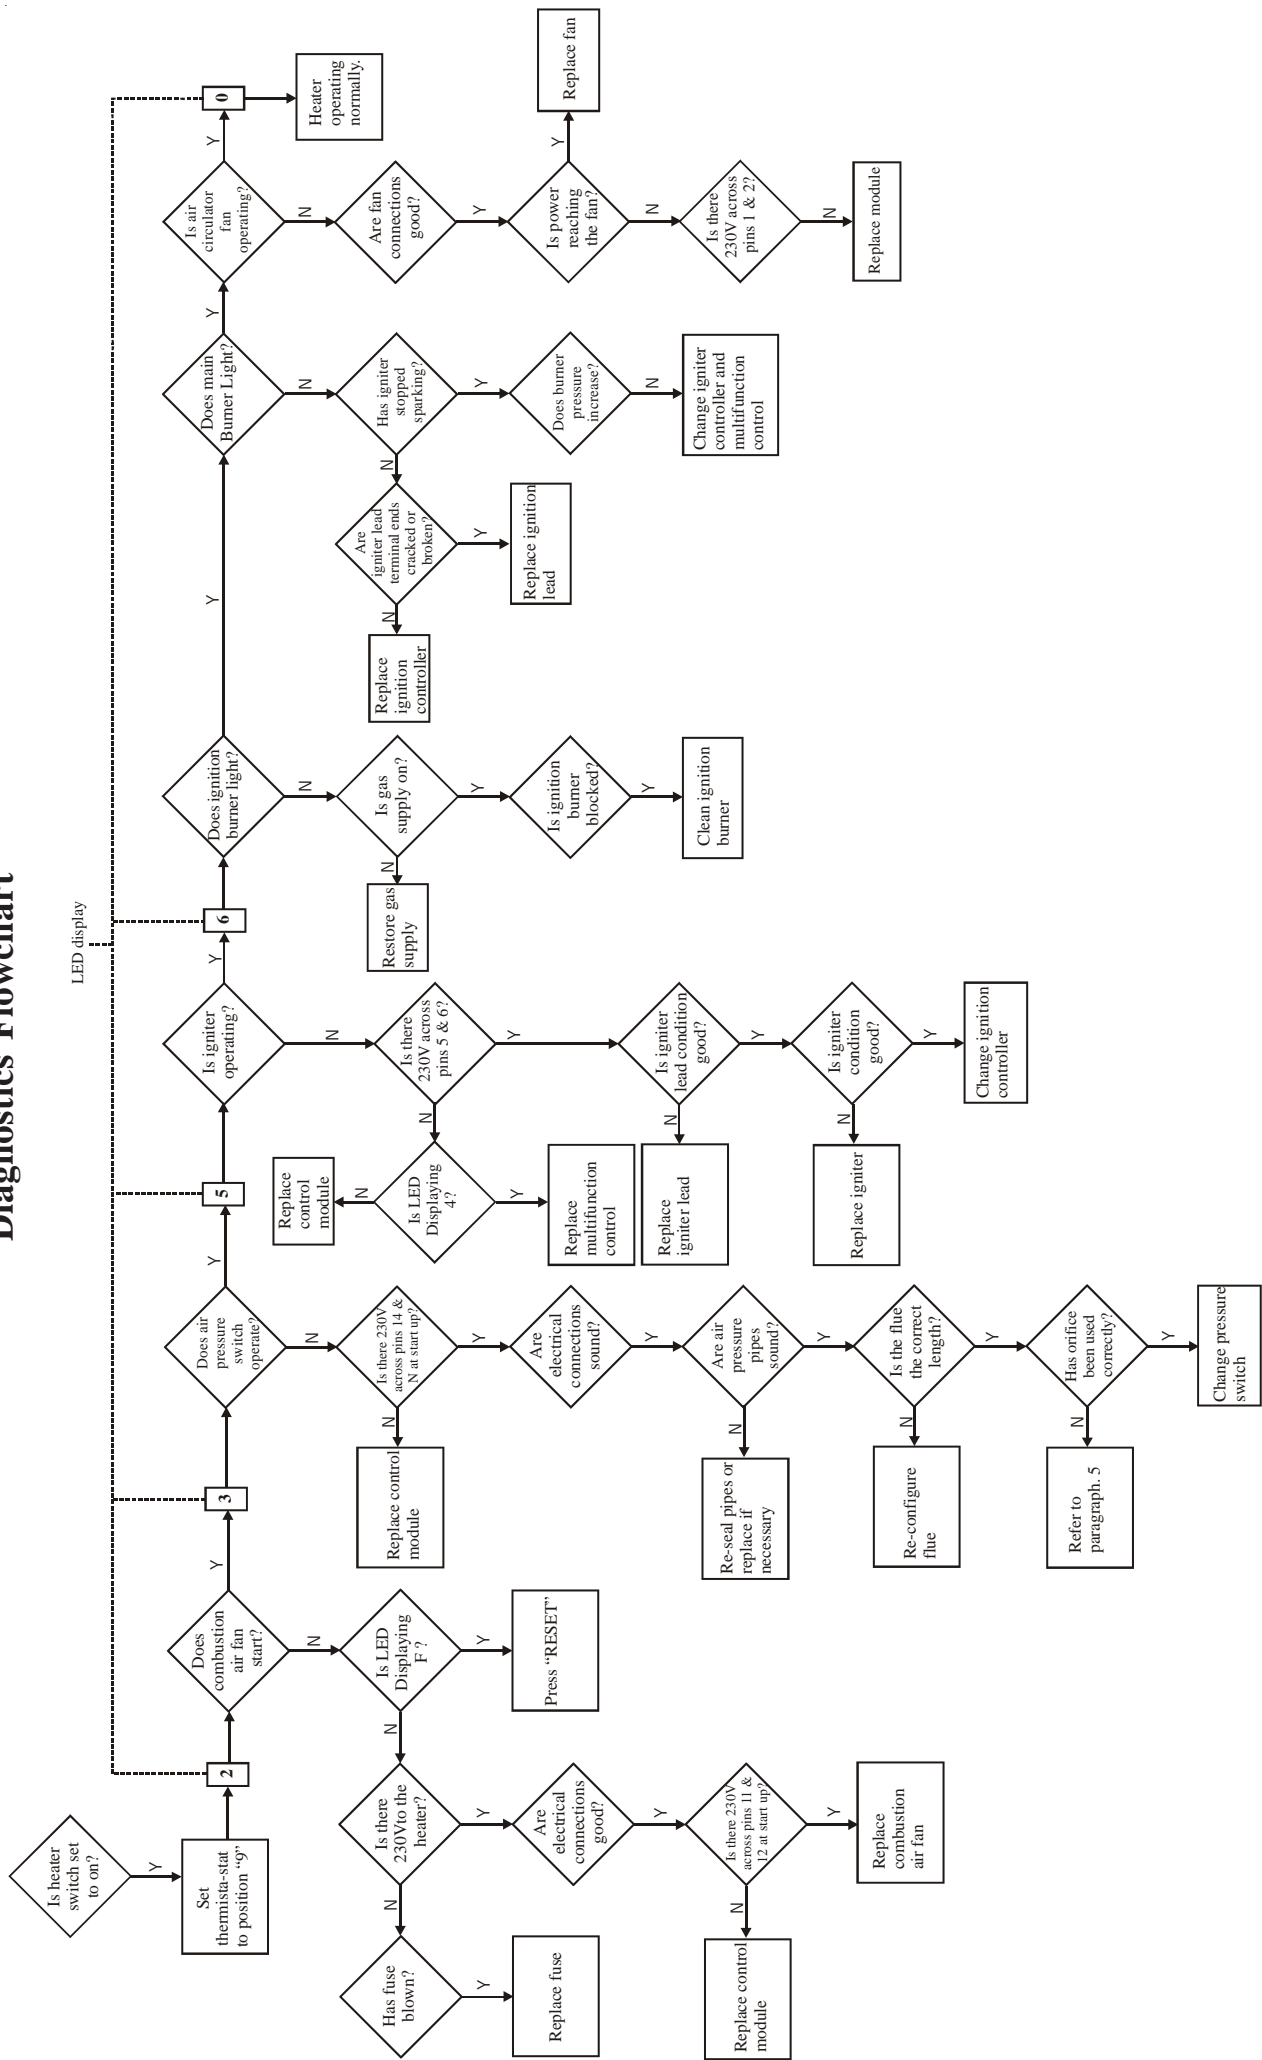 Diagnostics Flowchart
LED display
Is heater
switch set
to on?
Y
Set
thermista-stat
to position “9”
2
Does
combustion
air fan
start?
Y
3
Does air
pressure
switch
operate?
Y
5
Is igniter
operating?
Y
6
Does ignition
burner light?
Y
Does main
Burner Light?
Y
Is air
circulator
fan
operating?
Y
0
Heater
operating
normally.
N
Is LED
Displaying
F ?
Y
Press “RESET”
N
Is there
230Vto the
heater?
N
Has fuse
blown?
Y
Replace fuse
Y
Are
electrical
connections
good?
Y
Is there 230V
across pins 11 &
12 at start up?
N
Replace control
module
Y
Replace
combustion
air fan
N
Is there 230V
across pins 14 &
N at start up?
N
Replace control
module
Y
Are
electrical
connections
sound?
Y
Are air
pressure
pipes
sound?
N
Re-seal pipes or
replace if
necessary
Y
Is the flue
the correct
length?
N
Re-configure
flue
Y
Has orifice
been used
correctly?
N
Refer to
paragraph. 5
Y
Change pressure
switch
N
Is there
230V across
pins 5 & 6?
N
Is LED
Displaying
4?
N
Replace
control
module
Y
Replace
multifunction
control
Y
Is igniter
lead condition
good?
N
Replace
igniter lead
Y
Is igniter
condition
good?
N
Replace igniter
Y
Change ignition
controller
N
Is gas
supply on?
N
Restore gas
supply
Y
Is ignition
burner
blocked?
Y
Clean ignition
burner
N
Has igniter
stopped
sparking?
N
Are
igniter lead
terminal ends
cracked or
broken?
N
Replace
ignition
controller
Y
Replace ignition
lead
Y
Does burner
pressure
increase?
N
Change igniter
controller and
multifunction
control
N
Are fan
connections
good?
Y
Is power
reaching
the fan?
Y
Replace fan
N
Is there
230V across
pins 1 & 2?
N
Replace module